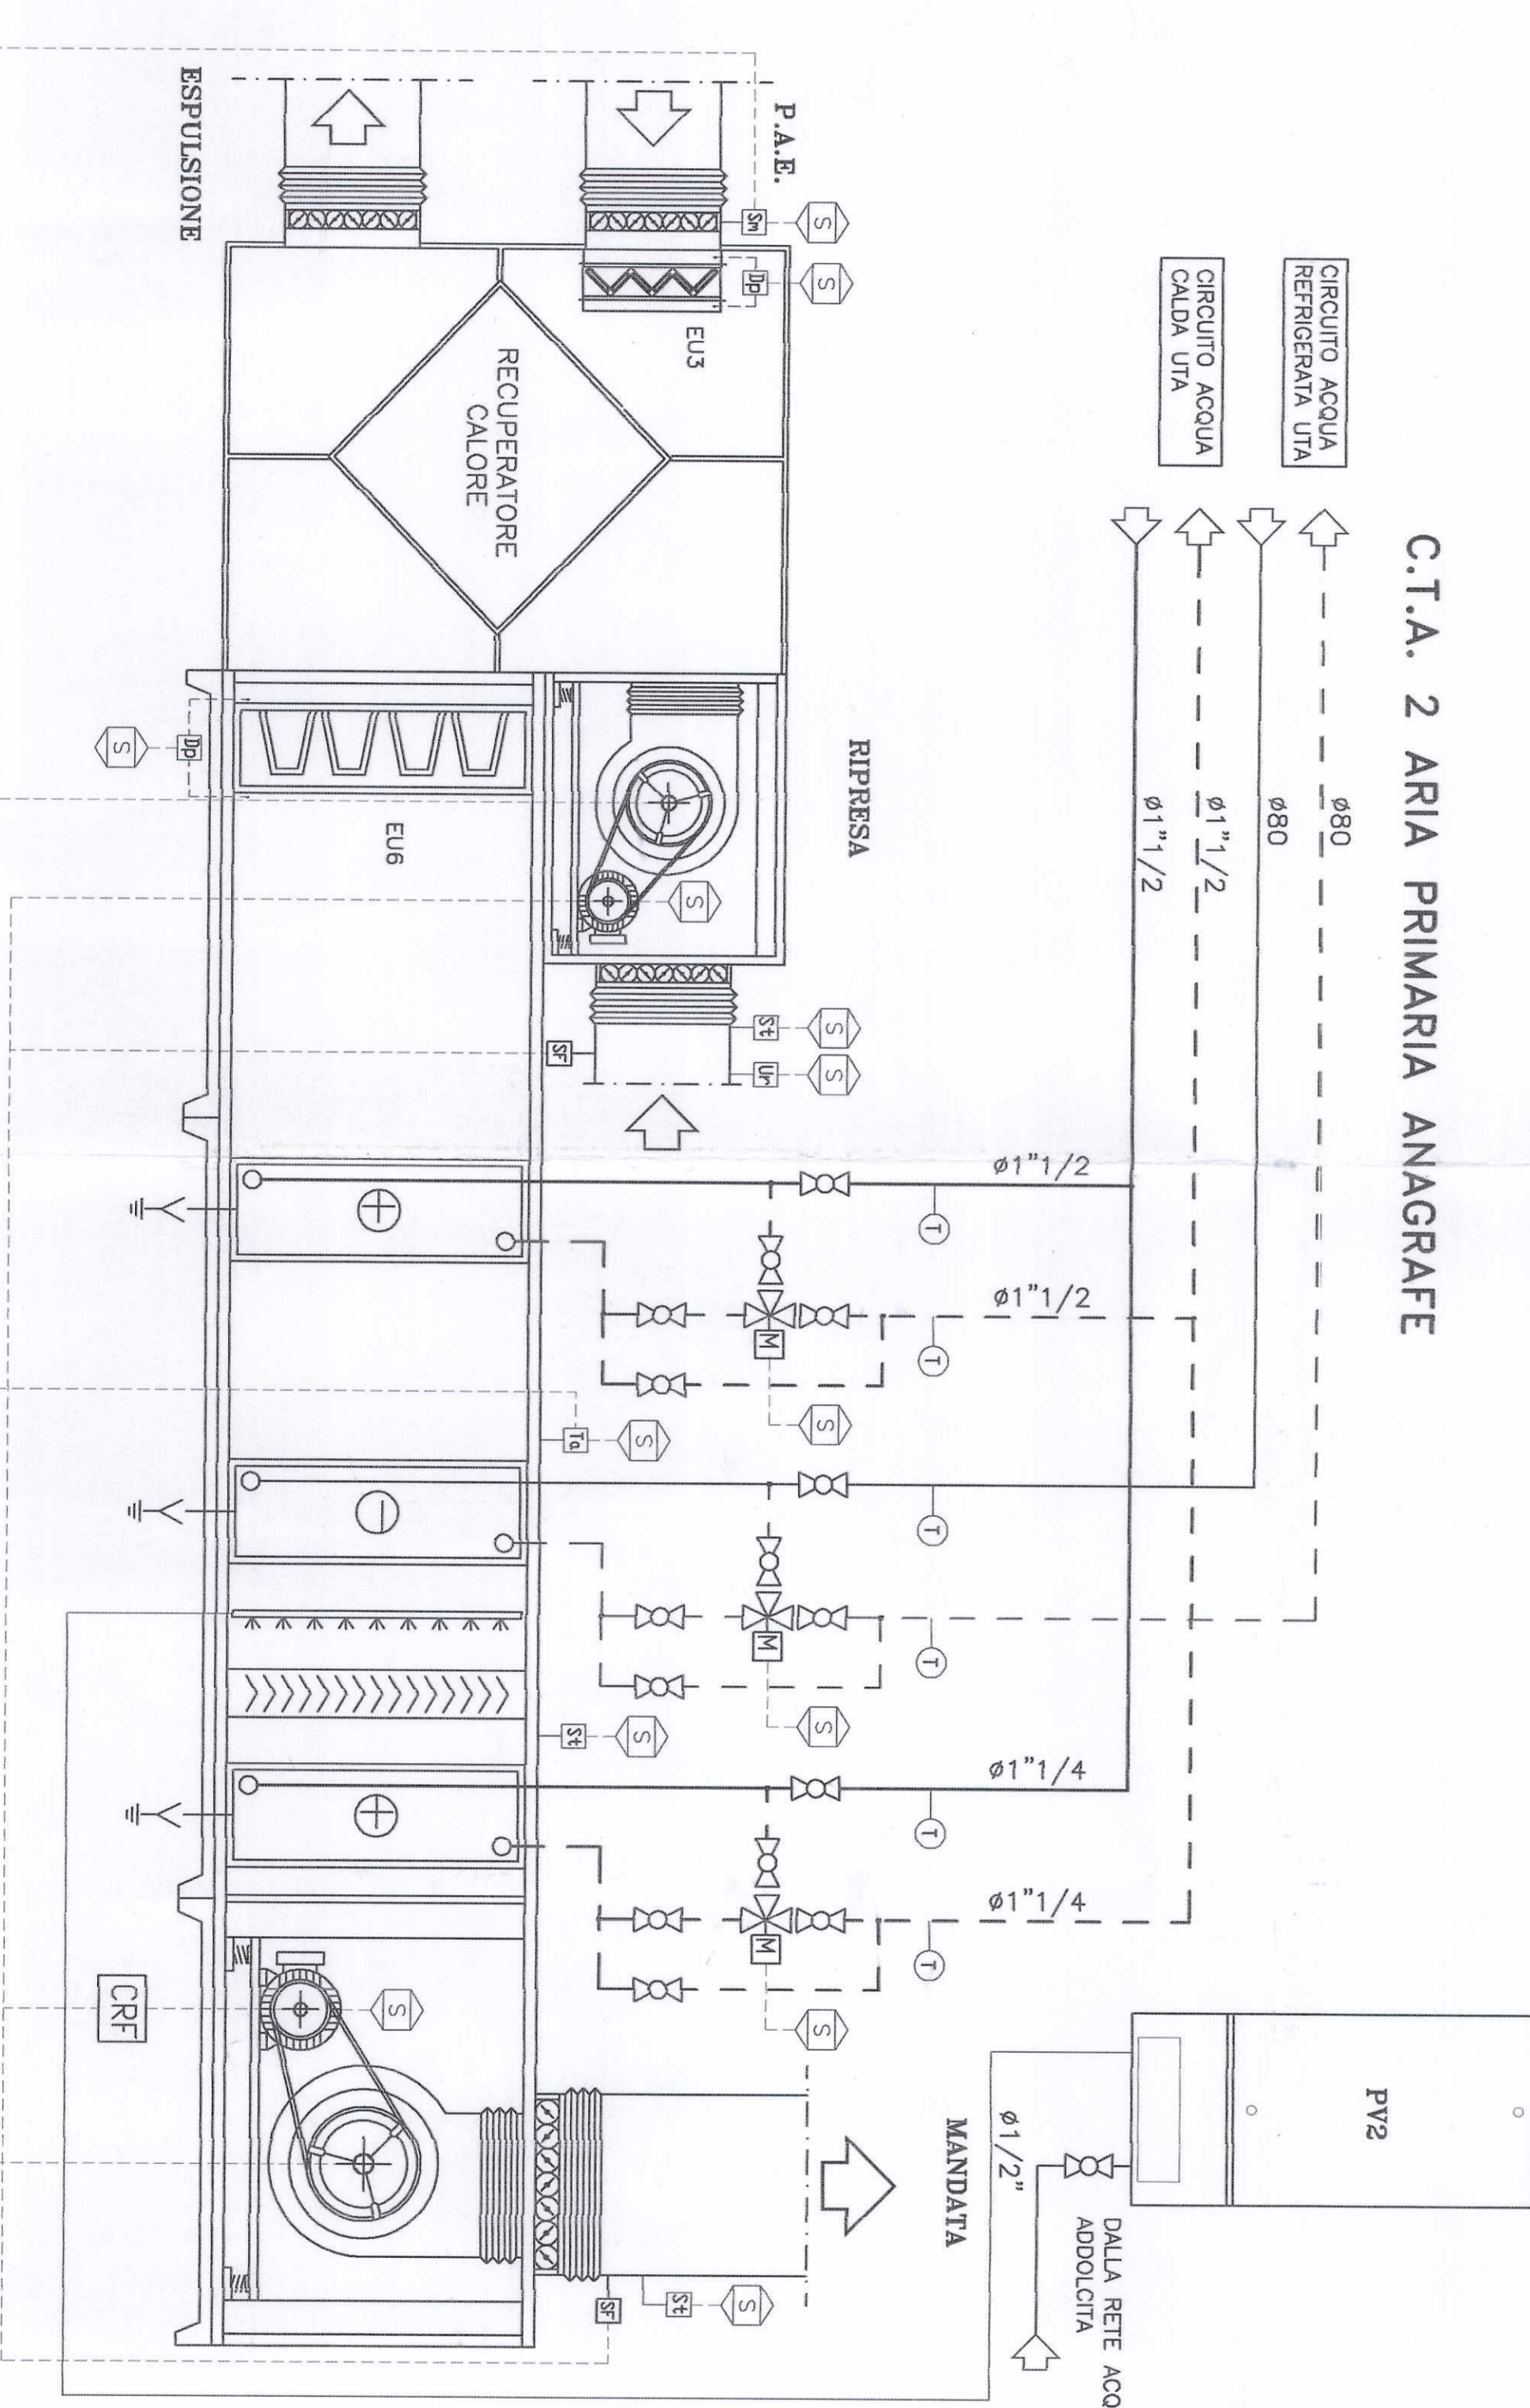 C.T.A. 2 ARIA PRIMARIA ANAGRAFE
CIRCUITO ACQUA
REFRIGERATA UTA
CIRCUITO ACQUA
CALDA UTA
ø80
ø80
ø1"1/2
ø1"1/2
P.A.E.
ESPULSIONE
Sm
S
Dp
S
EU3
RECUPERATORE
CALORE
RIPRESA
S
St
S
Ur
S
SF
Dp
S
EU6
ø1"1/2
T
ø1"1/2
T
M
S
Ta
S
T
T
M
S
St
S
ø1"1/4
T
ø1"1/4
T
M
S
S
CRF
MANDATA
St
S
SF
PV2
ø1/2"
DALLA RETE ACQ
ADDOLCITA